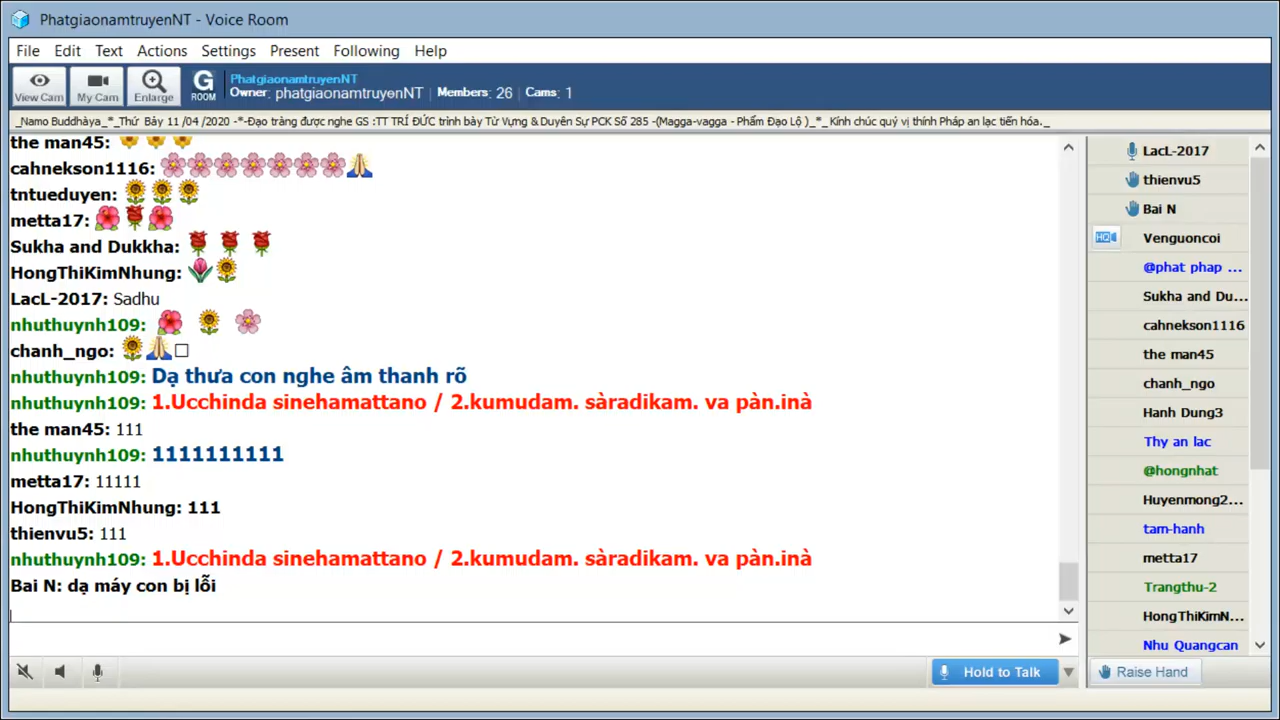 PhatgiaonamtruyenNT - Voice Room
File Edit Text Actions Settings Present Following Help
View Cam My Cam Enlarge G ROOM
PhatgiaonamtruyenNT
Owner: phatgiaonamtruyenNT | Members: 26 | Cams: 1
_Namo Buddhàya_*_Thứ Bảy 11 /04 /2020 -*-Đạo tràng được nghe GS :TT TRÍ ĐỨC trình bày Từ Vựng & Duyên Sự PCK Số 285 -(Magga-vagga - Phẩm Đạo Lộ )_*_ Kính chúc quý vị thính Pháp an lạc tiến hóa._
the man45:
cahnekson1116:
tntueduyen:
metta17:
Sukha and Dukkha:
HongThiKimNhung:
LacL-2017: Sadhu
nhuthuynh109:
chanh_ngo:
nhuthuynh109: Dạ thưa con nghe âm thanh rõ
nhuthuynh109: 1.Ucchinda sinehamattano / 2.kumudam. sàradikam. va pàn.inà
the man45: 111
nhuthuynh109: 1111111111
metta17: 11111
HongThiKimNhung: 111
thienvu5: 111
nhuthuynh109: 1.Ucchinda sinehamattano / 2.kumudam. sàradikam. va pàn.inà
Bai N: dạ máy con bị lỗi
LacL-2017
thienvu5
Bai N
HQ Venguoncoi
@phat phap ...
Sukha and Du...
cahnekson1116
the man45
chanh_ngo
Hanh Dung3
Thy an lac
@hongnhat
Huyenmong2...
tam-hanh
metta17
Trangthu-2
HongThiKimN...
Nhu Quangcan
Hold to Talk
Raise Hand